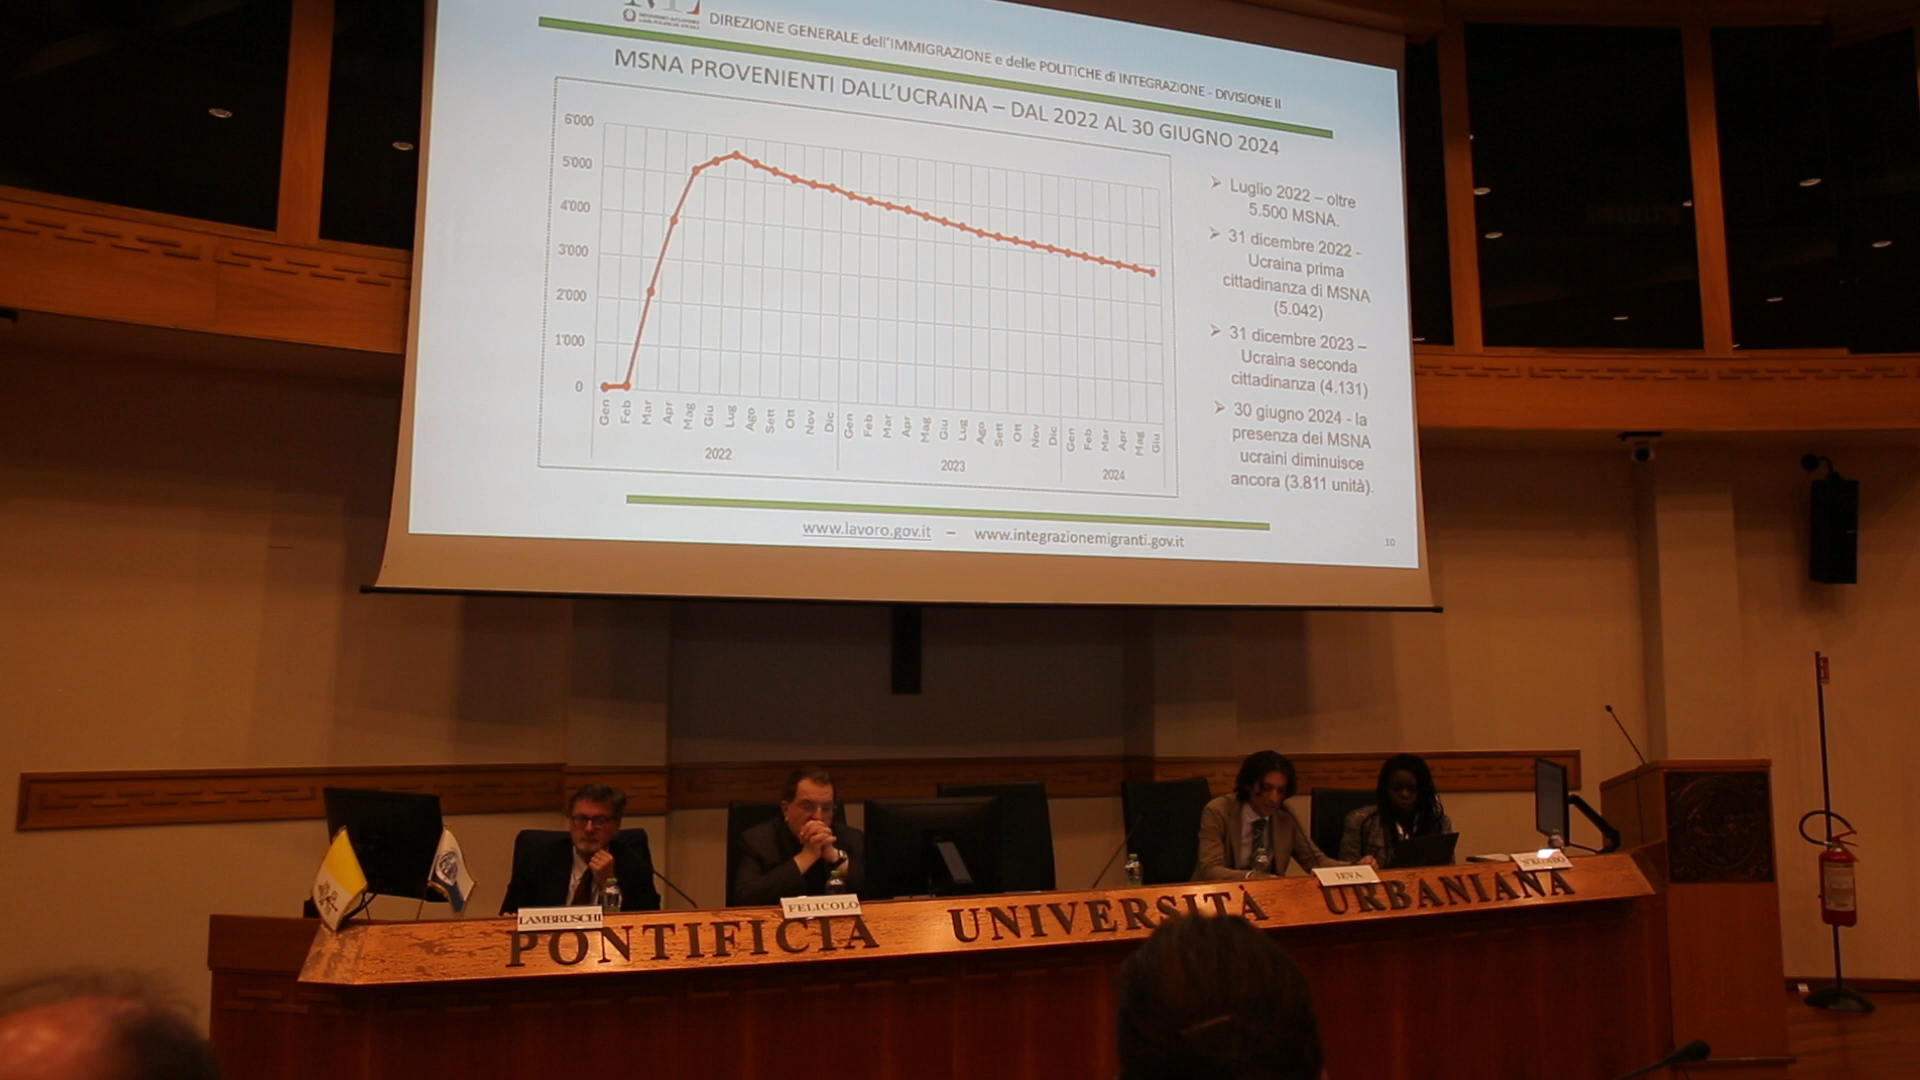 DIREZIONE GENERALE dell'IMMIGRAZIONE e delle POLITICHE di INTEGRAZIONE - DIVISIONE II
MSNA PROVENIENTI DALL'UCRAINA – DAL 2022 AL 30 GIUGNO 2024
6'000
5'000
4'000
3'000
2'000
1'000
0
Gen Feb Mar Apr Mag Giu Lug Ago Sett Ott Nov Dic Gen Feb Mar Apr Mag Giu Lug Ago Sett Ott Nov Dic Gen Feb Mar Apr Mag Giu
2022 2023 2024
➢ Luglio 2022 – oltre
5.500 MSNA.
➢ 31 dicembre 2022 -
Ucraina prima
cittadinanza di MSNA
(5.042)
➢ 31 dicembre 2023 –
Ucraina seconda
cittadinanza (4.131)
➢ 30 giugno 2024 - la
presenza dei MSNA
ucraini diminuisce
ancora (3.811 unità).
www.lavoro.gov.it – www.integrazionemigranti.gov.it
10
LAMBRUSCHI
FELICOLO
IEVA
PONTIFICIA UNIVERSITÀ URBANIANA